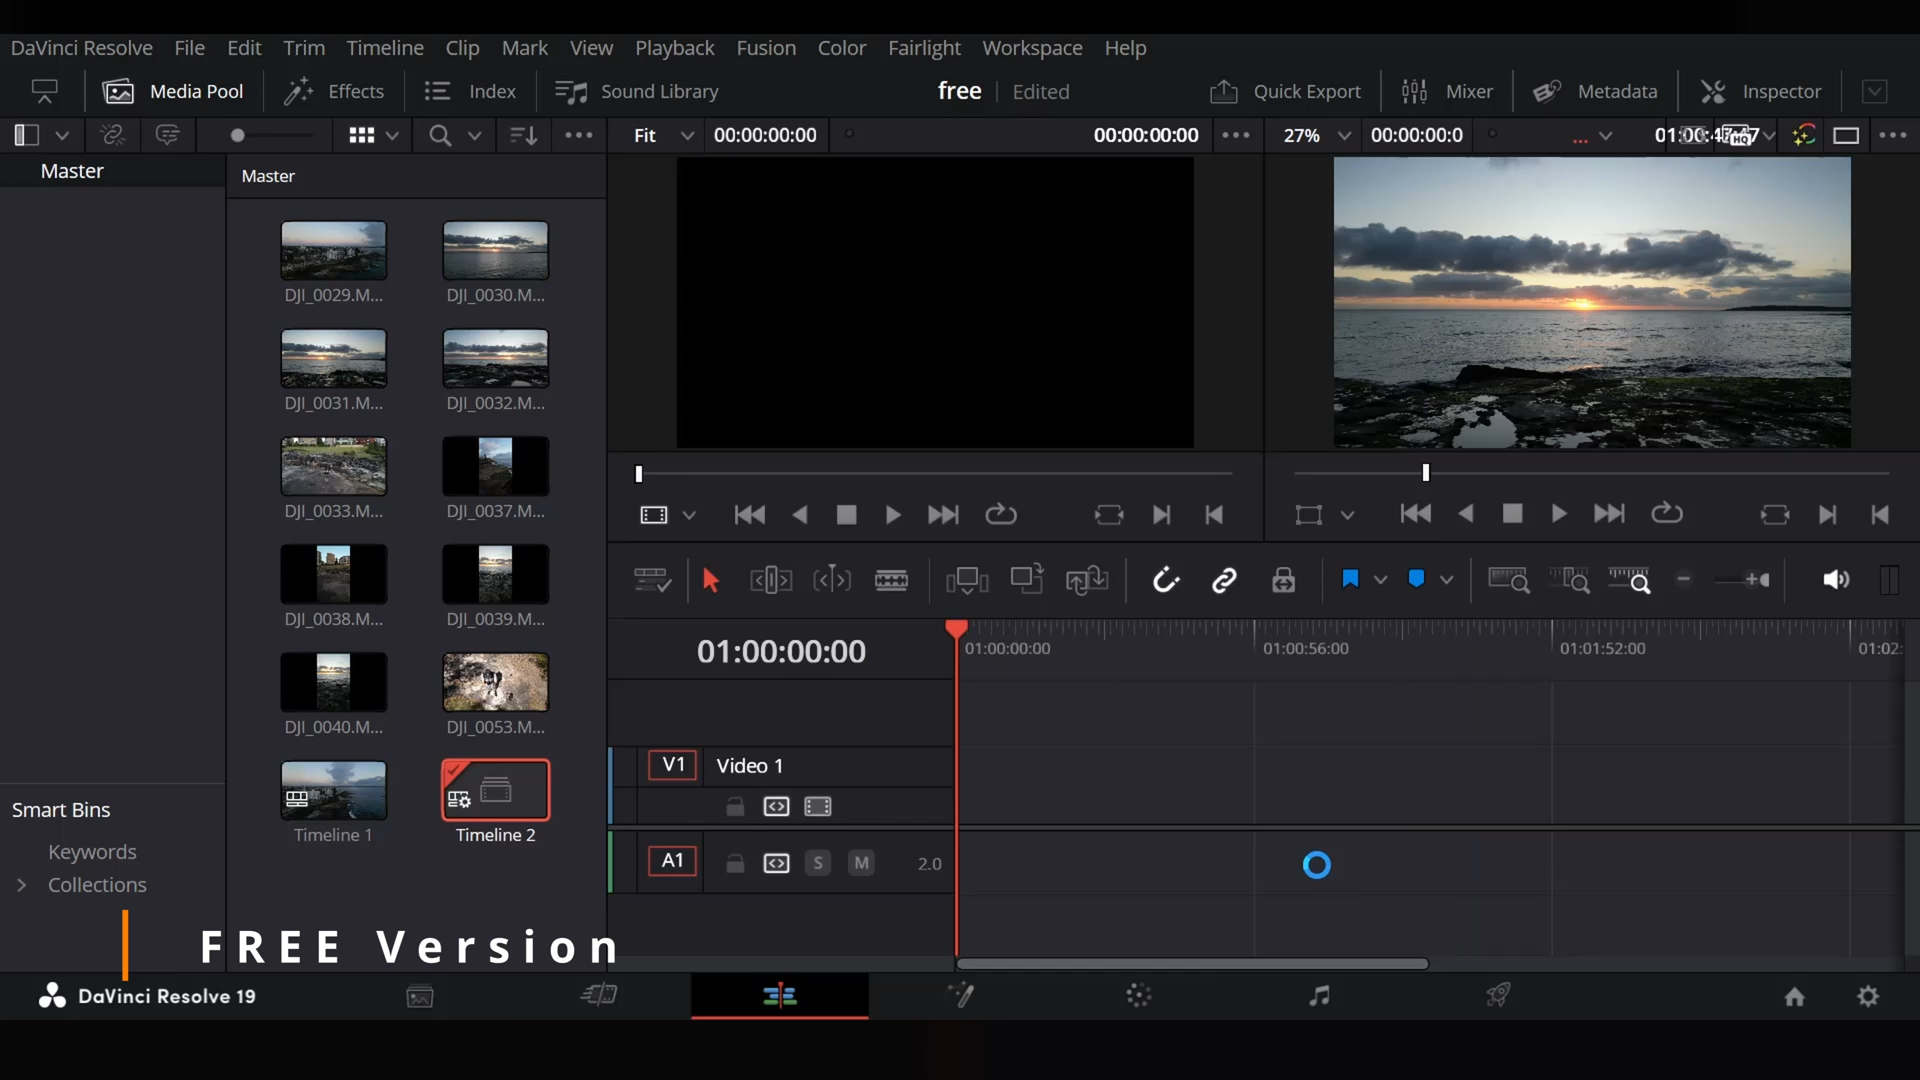 DaVinci Resolve File Edit Trim Timeline Clip Mark View Playback Fusion Color Fairlight Workspace Help
Media Pool Effects Index Sound Library free Edited Quick Export Mixer Metadata Inspector
Fit 00:00:00:00 00:00:00:00 27% 00:00:00:0
Master
Master
DJI_0029.M... DJI_0030.M...
DJI_0031.M... DJI_0032.M...
DJI_0033.M... DJI_0037.M...
DJI_0038.M... DJI_0039.M...
DJI_0040.M... DJI_0053.M...
Timeline 1 Timeline 2
Smart Bins
Keywords
Collections
01:00:00:00
01:00:00:00 01:00:56:00 01:01:52:00 01:02:
V1 Video 1
A1 S M 2.0
FREE Version
DaVinci Resolve 19